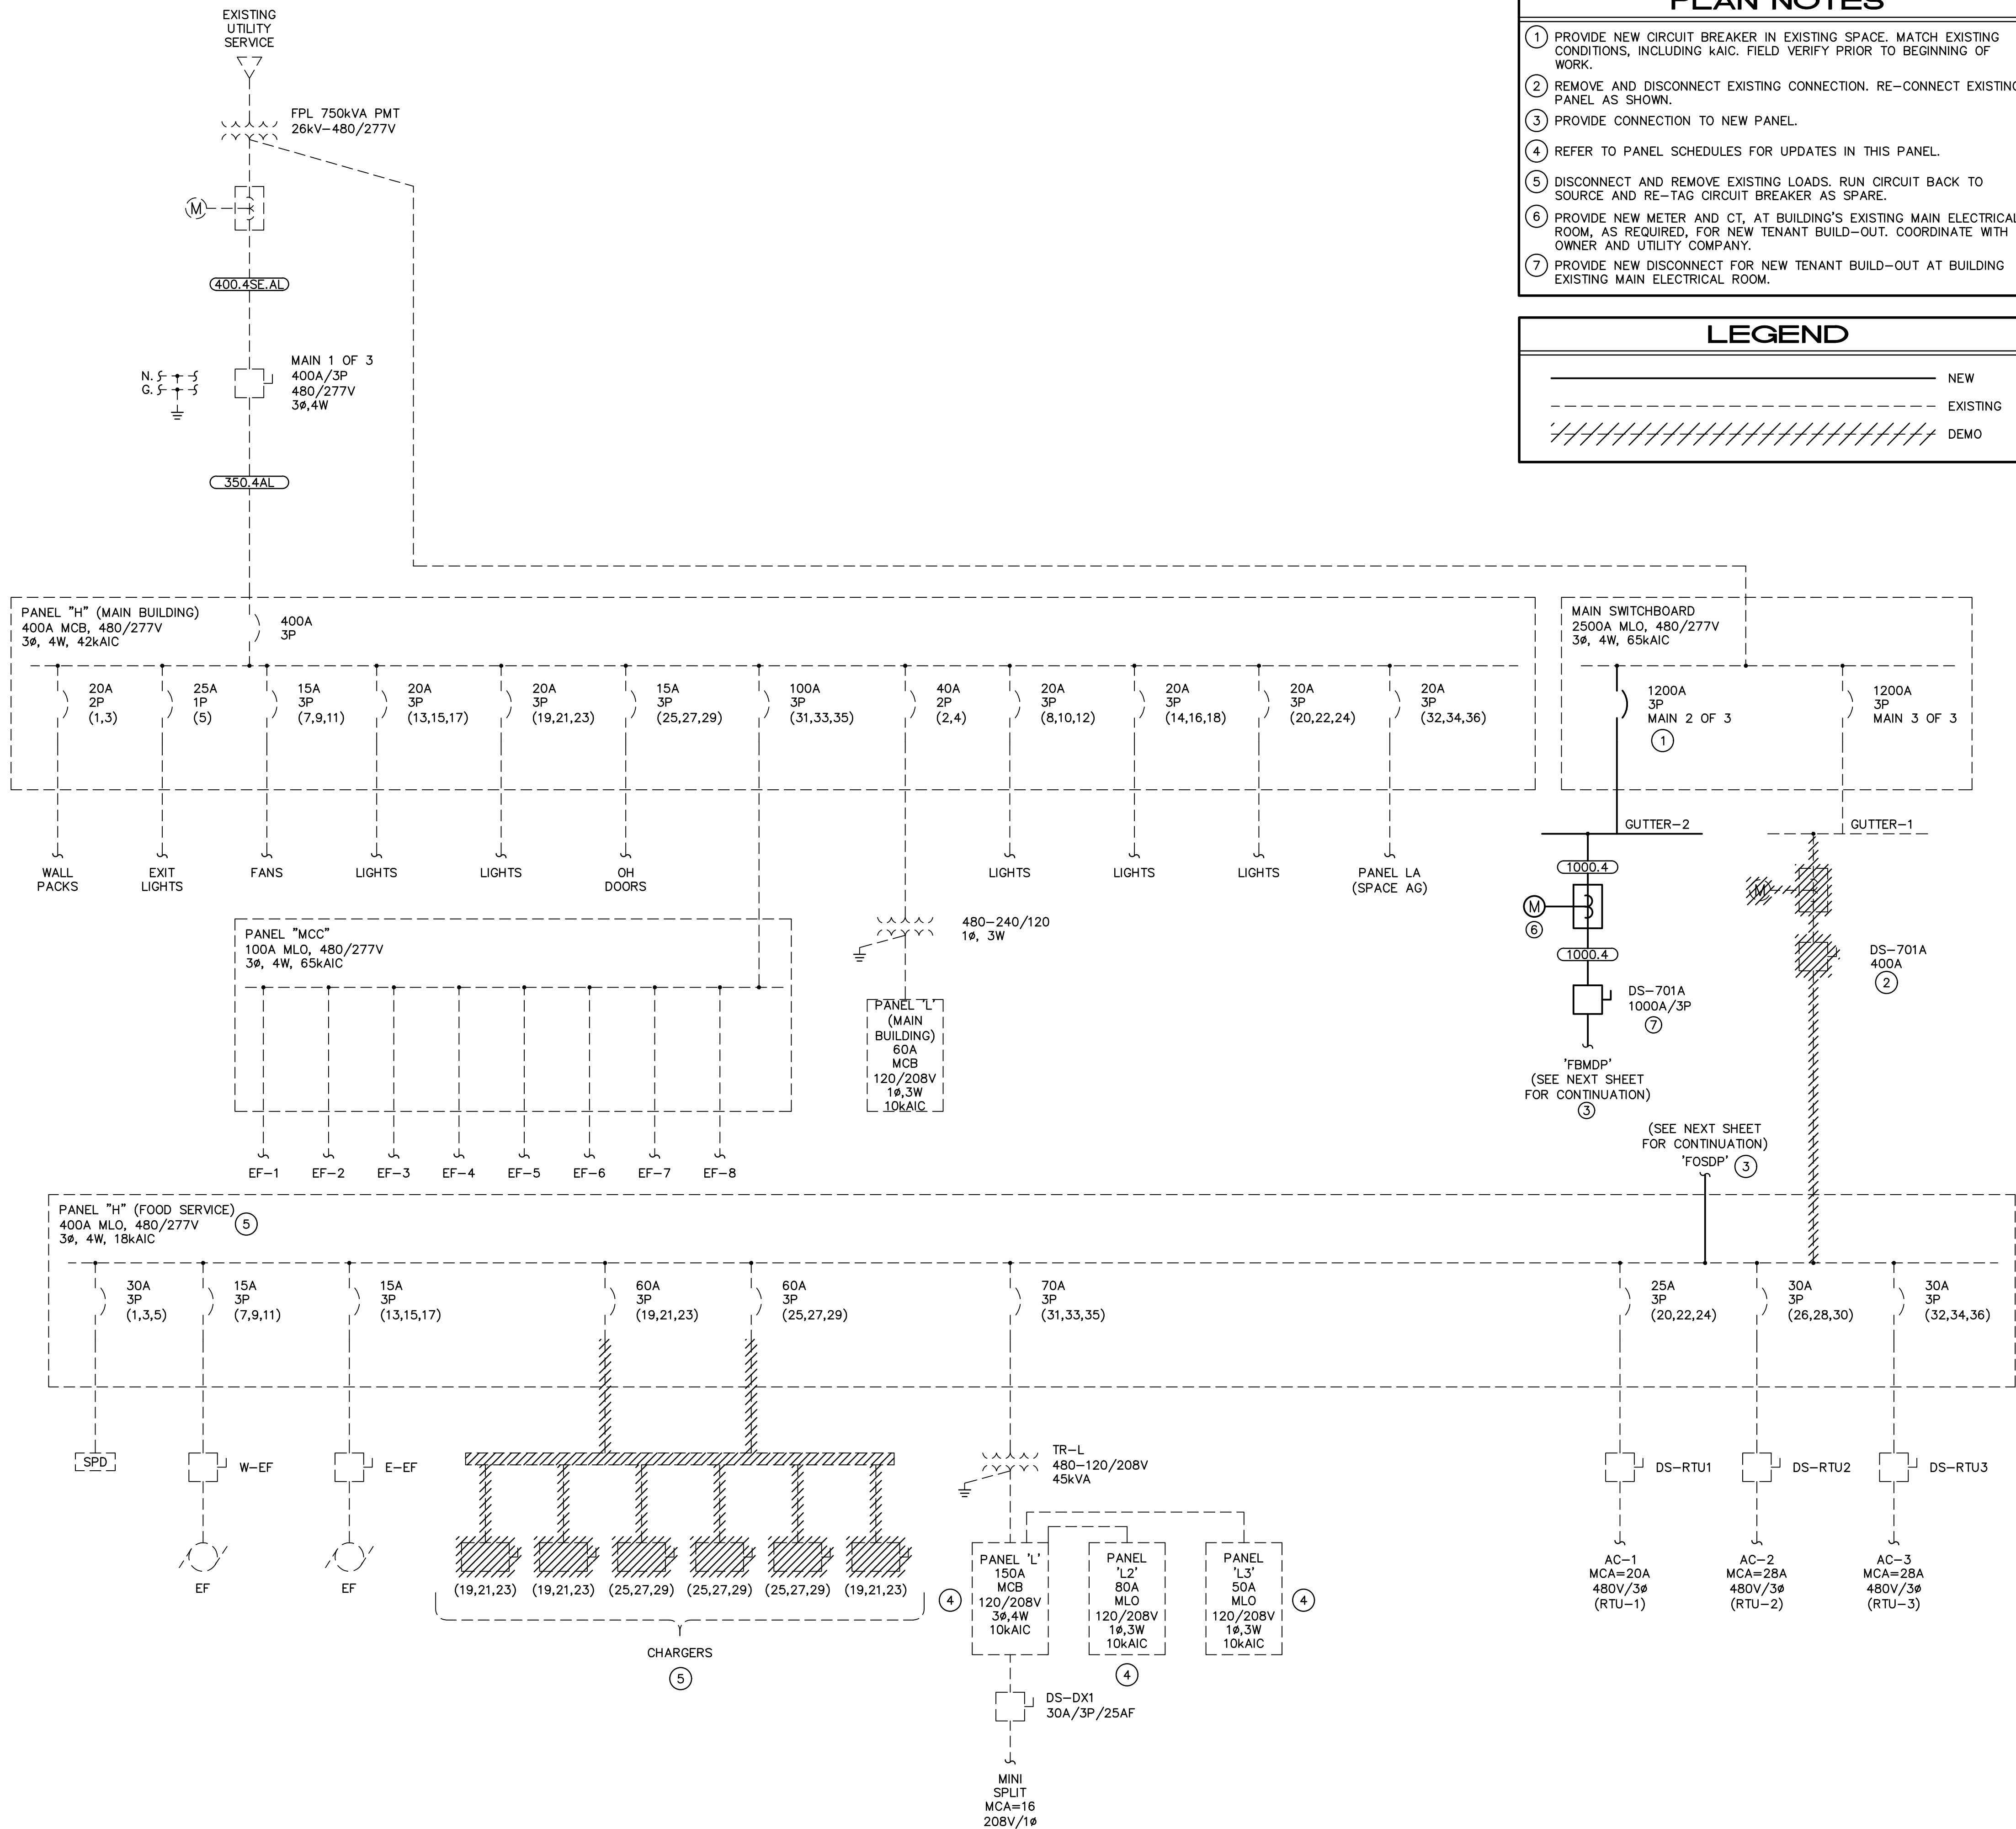 EXISTING
UTILITY
SERVICE
FPL 750kVA PMT
26kV-480/277V
M
400.4SE.AL
N.
G.
MAIN 1 OF 3
400A/3P
480/277V
3ø,4W
350.4AL
PLAN NOTES
1 PROVIDE NEW CIRCUIT BREAKER IN EXISTING SPACE. MATCH EXISTING
CONDITIONS, INCLUDING kAIC. FIELD VERIFY PRIOR TO BEGINNING OF
WORK.
2 REMOVE AND DISCONNECT EXISTING CONNECTION. RE-CONNECT EXISTING
PANEL AS SHOWN.
3 PROVIDE CONNECTION TO NEW PANEL.
4 REFER TO PANEL SCHEDULES FOR UPDATES IN THIS PANEL.
5 DISCONNECT AND REMOVE EXISTING LOADS. RUN CIRCUIT BACK TO
SOURCE AND RE-TAG CIRCUIT BREAKER AS SPARE.
6 PROVIDE NEW METER AND CT, AT BUILDING'S EXISTING MAIN ELECTRICAL
ROOM, AS REQUIRED, FOR NEW TENANT BUILD-OUT. COORDINATE WITH
OWNER AND UTILITY COMPANY.
7 PROVIDE NEW DISCONNECT FOR NEW TENANT BUILD-OUT AT BUILDING
EXISTING MAIN ELECTRICAL ROOM.
LEGEND
NEW
EXISTING
DEMO
PANEL "H" (MAIN BUILDING)
400A MCB, 480/277V
3ø, 4W, 42kAIC
400A
3P
20A
2P
(1,3)
25A
1P
(5)
15A
3P
(7,9,11)
20A
3P
(13,15,17)
20A
3P
(19,21,23)
15A
3P
(25,27,29)
100A
3P
(31,33,35)
40A
2P
(2,4)
20A
3P
(8,10,12)
20A
3P
(14,16,18)
20A
3P
(20,22,24)
20A
3P
(32,34,36)
WALL
PACKS
EXIT
LIGHTS
FANS
LIGHTS
LIGHTS
OH
DOORS
LIGHTS
LIGHTS
LIGHTS
PANEL LA
(SPACE AG)
MAIN SWITCHBOARD
2500A MLO, 480/277V
3ø, 4W, 65kAIC
1200A
3P
MAIN 2 OF 3
1
1200A
3P
MAIN 3 OF 3
GUTTER-2
GUTTER-1
1000.4
M
6
1000.4
DS-701A
1000A/3P
7
'FBMDP'
(SEE NEXT SHEET
FOR CONTINUATION)
3
M
DS-701A
400A
2
PANEL "MCC"
100A MLO, 480/277V
3ø, 4W, 65kAIC
EF-1
EF-2
EF-3
EF-4
EF-5
EF-6
EF-7
EF-8
480-240/120
1ø, 3W
PANEL 'L'
(MAIN
BUILDING)
60A
MCB
120/208V
1ø,3W
10kAIC
(SEE NEXT SHEET
FOR CONTINUATION)
'FOSDP' 3
PANEL "H" (FOOD SERVICE)
400A MLO, 480/277V
3ø, 4W, 18kAIC
5
30A
3P
(1,3,5)
15A
3P
(7,9,11)
15A
3P
(13,15,17)
60A
3P
(19,21,23)
60A
3P
(25,27,29)
70A
3P
(31,33,35)
25A
3P
(20,22,24)
30A
3P
(26,28,30)
30A
3P
(32,34,36)
SPD
W-EF
EF
E-EF
EF
(19,21,23)
(19,21,23)
(25,27,29)
(25,27,29)
(25,27,29)
(19,21,23)
CHARGERS
5
TR-L
480-120/208V
45kVA
4
PANEL 'L'
150A
MCB
120/208V
3ø,4W
10kAIC
PANEL
'L2'
80A
MLO
120/208V
1ø,3W
10kAIC
4
PANEL
'L3'
50A
MLO
120/208V
1ø,3W
10kAIC
4
DS-DX1
30A/3P/25AF
MINI
SPLIT
MCA=16
208V/1ø
DS-RTU1
DS-RTU2
DS-RTU3
AC-1
MCA=20A
480V/3ø
(RTU-1)
AC-2
MCA=28A
480V/3ø
(RTU-2)
AC-3
MCA=28A
480V/3ø
(RTU-3)